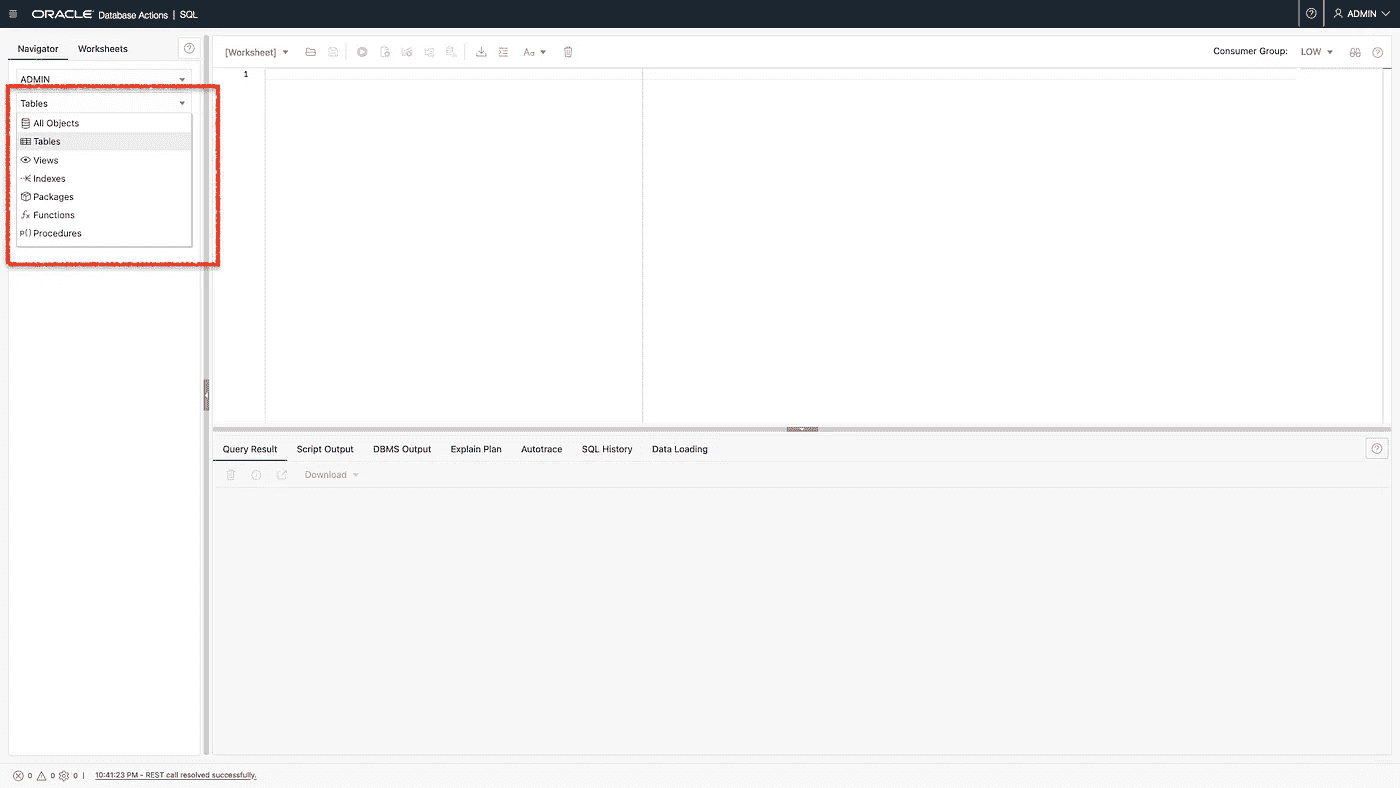 ORACLE Database Actions | SQL
ADMIN
Navigator Worksheets
[Worksheet]
Consumer Group: LOW
ADMIN
1
Tables
All Objects
Tables
Views
Indexes
Packages
Functions
Procedures
Query Result Script Output DBMS Output Explain Plan Autotrace SQL History Data Loading
Download
0 0 0 | 10:41:23 PM - REST call resolved successfully.